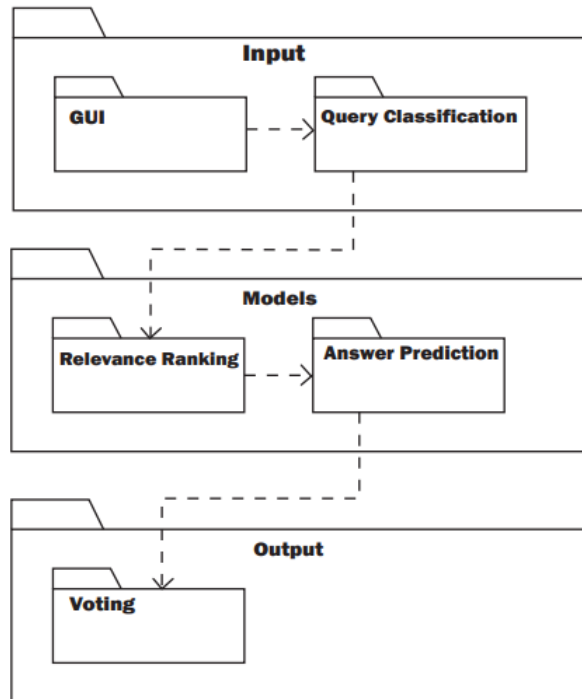 Input
GUI
Query Classification
Models
Relevance Ranking
Answer Prediction
Output
Voting